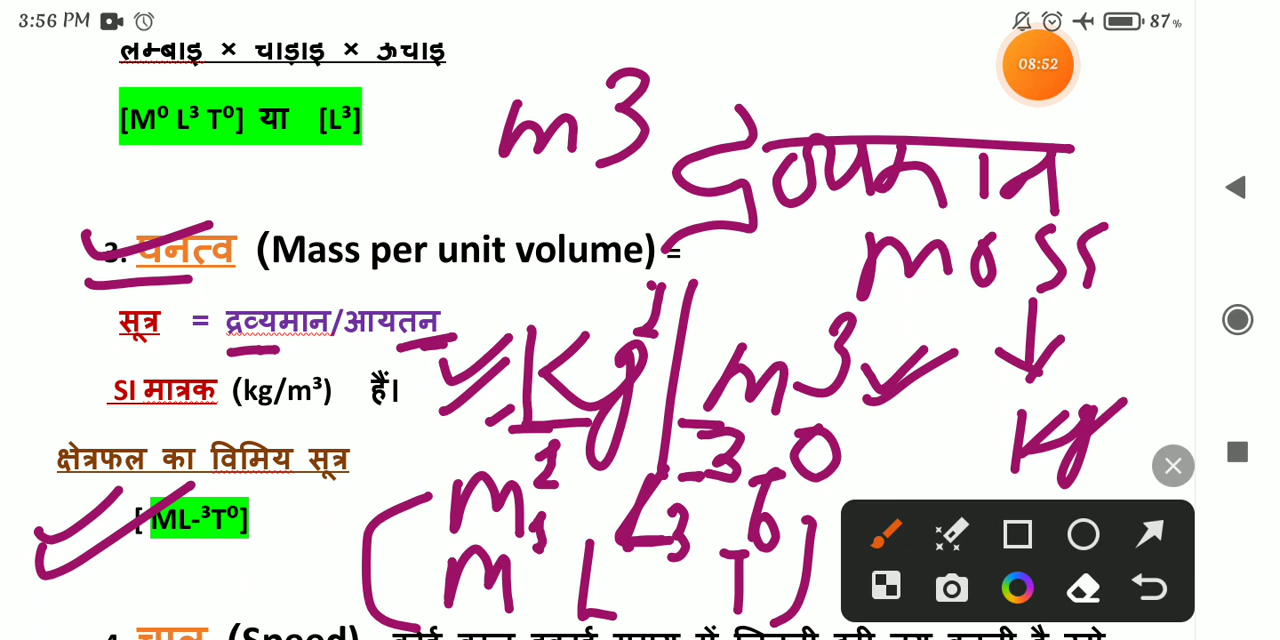 3:56 PM 87%
08:52
लम्बाई × चौड़ाई × ऊंचाई
[M⁰ L³ T⁰] या [L³]
m3
द्रव्यमान
mass
3. घनत्व (Mass per unit volume) =
सूत्र = द्रव्यमान/आयतन
Kg¹ / m3
SI मात्रक (kg/m³) हैं।
Kg
क्षेत्रफल का विमिय सूत्र
[ ML-³T⁰]
M L T
4. चाल (Speed)